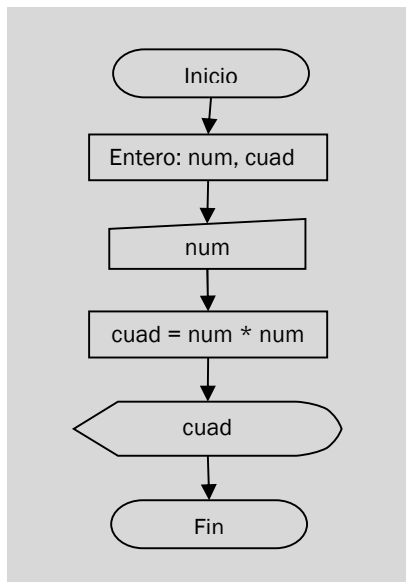 Inicio
Entero: num, cuad
num
cuad = num * num
cuad
Fin